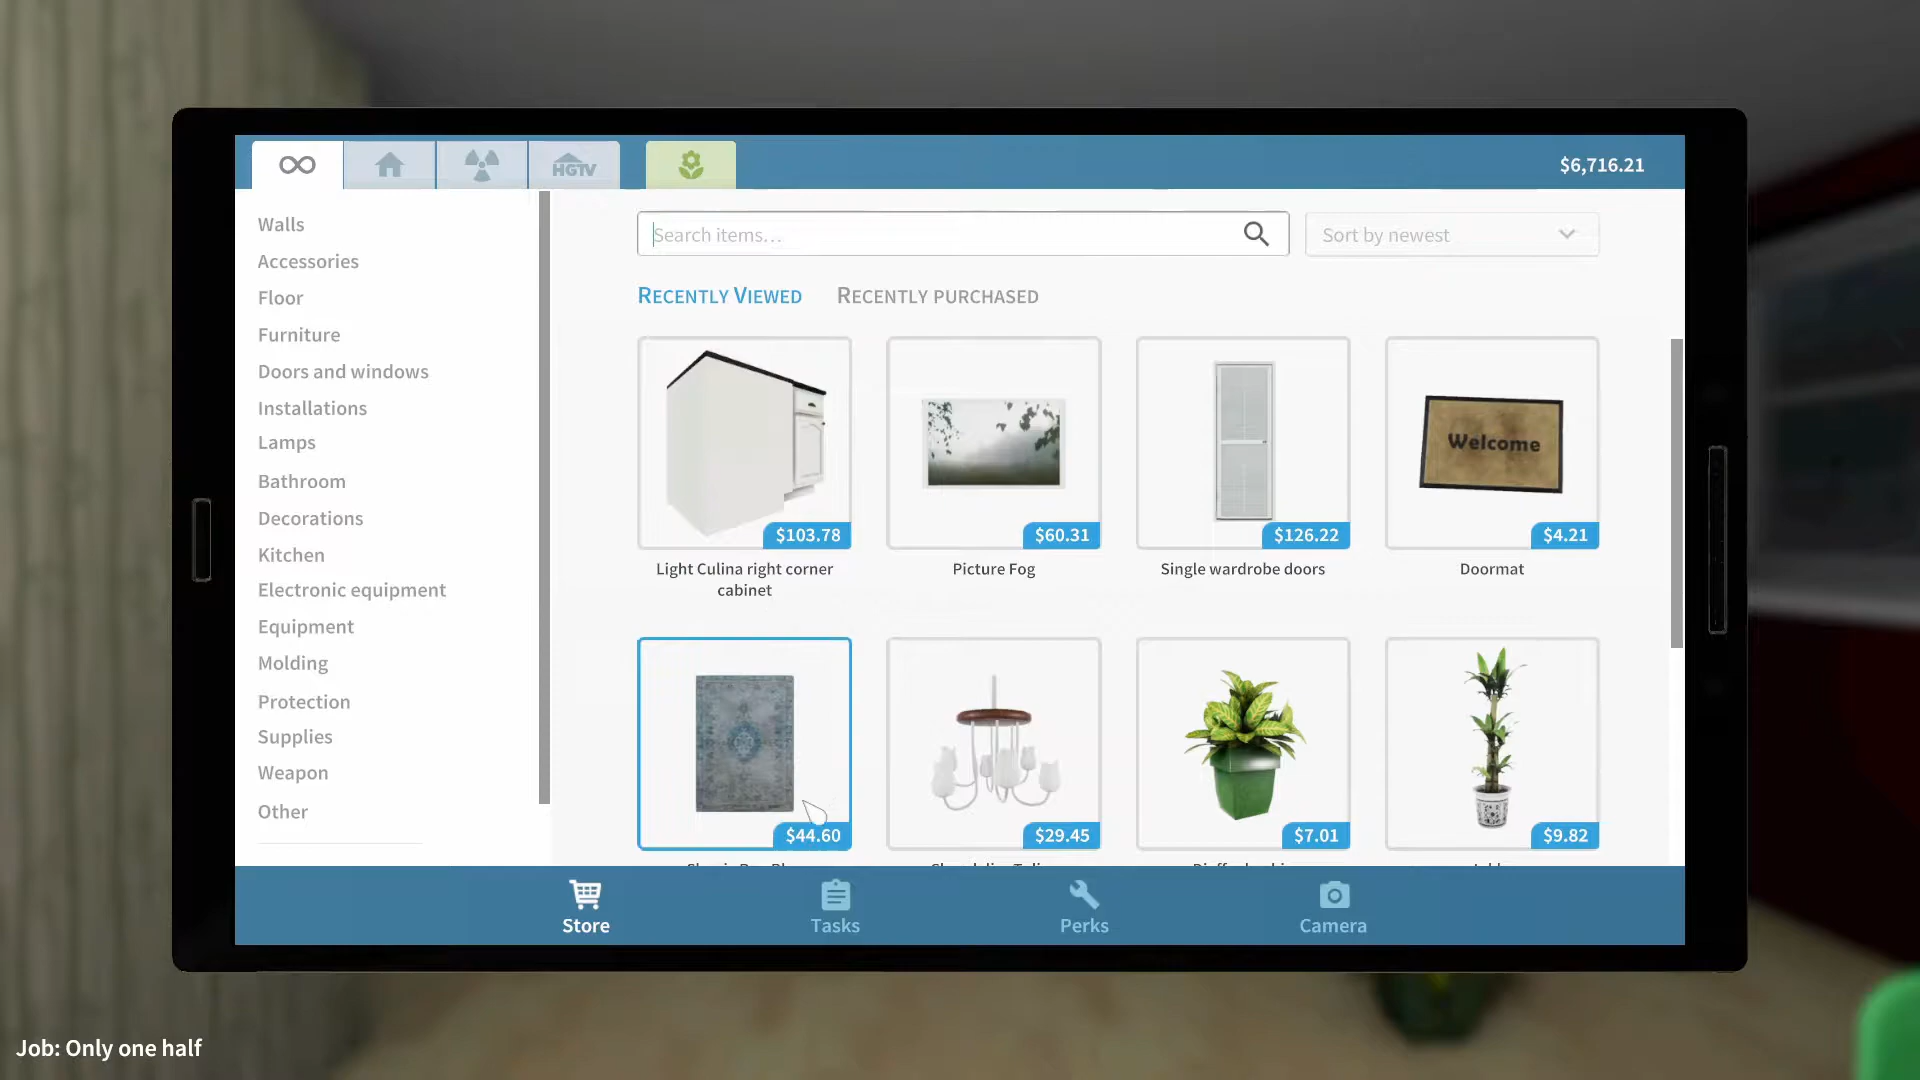 HGTV
$6,716.21
Walls
Accessories
Floor
Furniture
Doors and windows
Installations
Lamps
Bathroom
Decorations
Kitchen
Electronic equipment
Equipment
Molding
Protection
Supplies
Weapon
Other
Search items...
Sort by newest
RECENTLY VIEWED
RECENTLY PURCHASED
$103.78
Light Culina right corner
cabinet
$60.31
Picture Fog
$126.22
Single wardrobe doors
Welcome
$4.21
Doormat
$44.60
$29.45
$7.01
$9.82
Store
Tasks
Perks
Camera
Job: Only one half